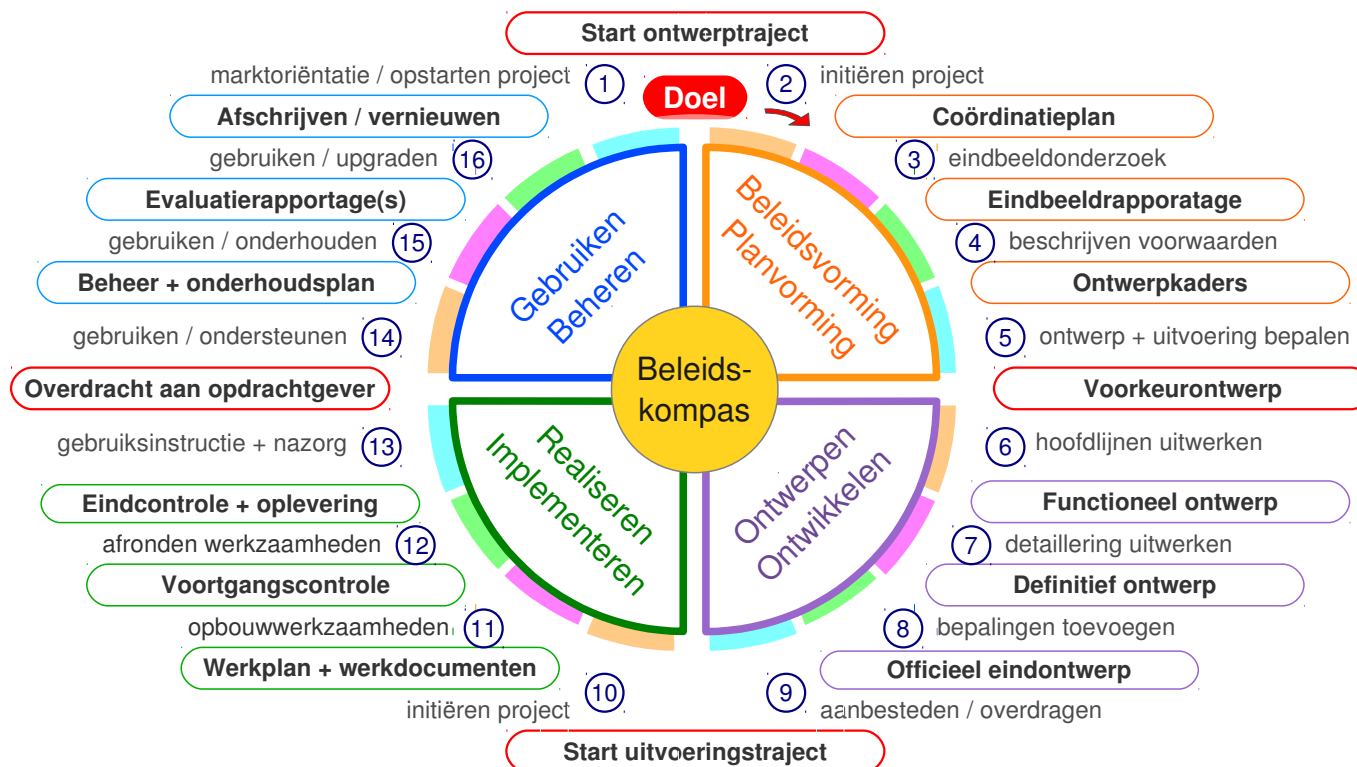 Start ontwerptraject
marktoriëntatie / opstarten project
1
Doel
2
initiëren project
Afschrijven / vernieuwen
Coördinatieplan
gebruiken / upgraden
16
3
eindbeeldonderzoek
Evaluatierapportage(s)
Eindbeeldrapporatage
gebruiken / onderhouden
15
4
beschrijven voorwaarden
Beheer + onderhoudsplan
Ontwerpkaders
gebruiken / ondersteunen
14
5
ontwerp + uitvoering bepalen
Overdracht aan opdrachtgever
Voorkeurontwerp
gebruiksinstructie + nazorg
13
6
hoofdlijnen uitwerken
Eindcontrole + oplevering
Functioneel ontwerp
afronden werkzaamheden
12
7
detaillering uitwerken
Voortgangscontrole
Definitief ontwerp
opbouwwerkzaamheden
11
8
bepalingen toevoegen
Werkplan + werkdocumenten
Officieel eindontwerp
initiëren project
10
9
aanbesteden / overdragen
Start uitvoeringstraject
Gebruiken
Beheren
Beleidsvorming
Planvorming
Beleids-
kompas
Realiseren
Implementeren
Ontwerpen
Ontwikkelen